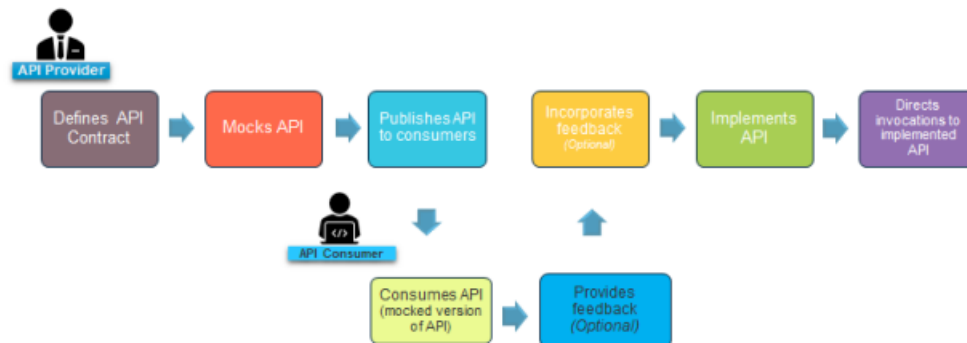 API Provider
Defines API
Contract
Mocks API
Publishes API
to consumers
Incorporates
feedback
(Optional)
Implements
API
Directs
invocations to
implemented
API
</>
API Consumer
Consumes API
(mocked version
of API)
Provides
feedback
(Optional)